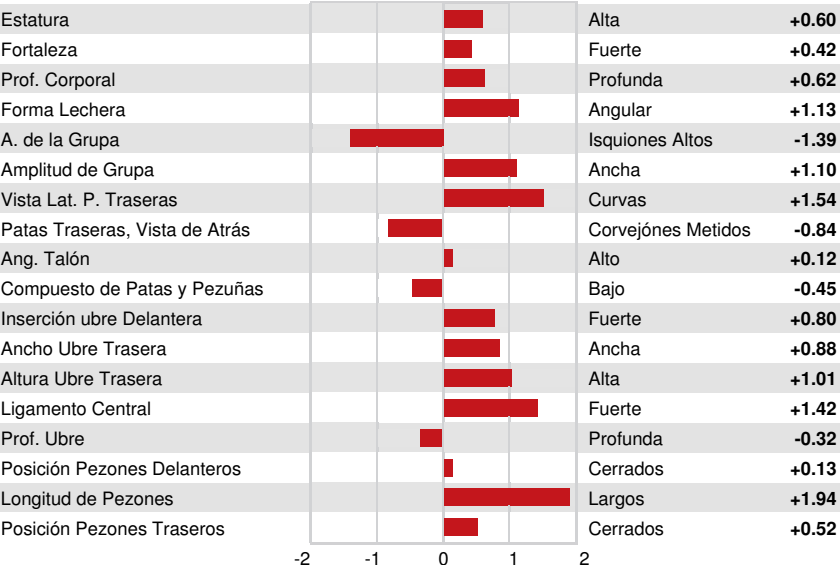 Estatura Alta +0.60
Fortaleza Fuerte +0.42
Prof. Corporal Profunda +0.62
Forma Lechera Angular +1.13
A. de la Grupa Isquiones Altos -1.39
Amplitud de Grupa Ancha +1.10
Vista Lat. P. Traseras Curvas +1.54
Patas Traseras, Vista de Atrás Corvejónes Metidos -0.84
Ang. Talón Alto +0.12
Compuesto de Patas y Pezuñas Bajo -0.45
Inserción ubre Delantera Fuerte +0.80
Ancho Ubre Trasera Ancha +0.88
Altura Ubre Trasera Alta +1.01
Ligamento Central Fuerte +1.42
Prof. Ubre Profunda -0.32
Posición Pezones Delanteros Cerrados +0.13
Longitud de Pezones Largos +1.94
Posición Pezones Traseros Cerrados +0.52
-2 -1 0 1 2